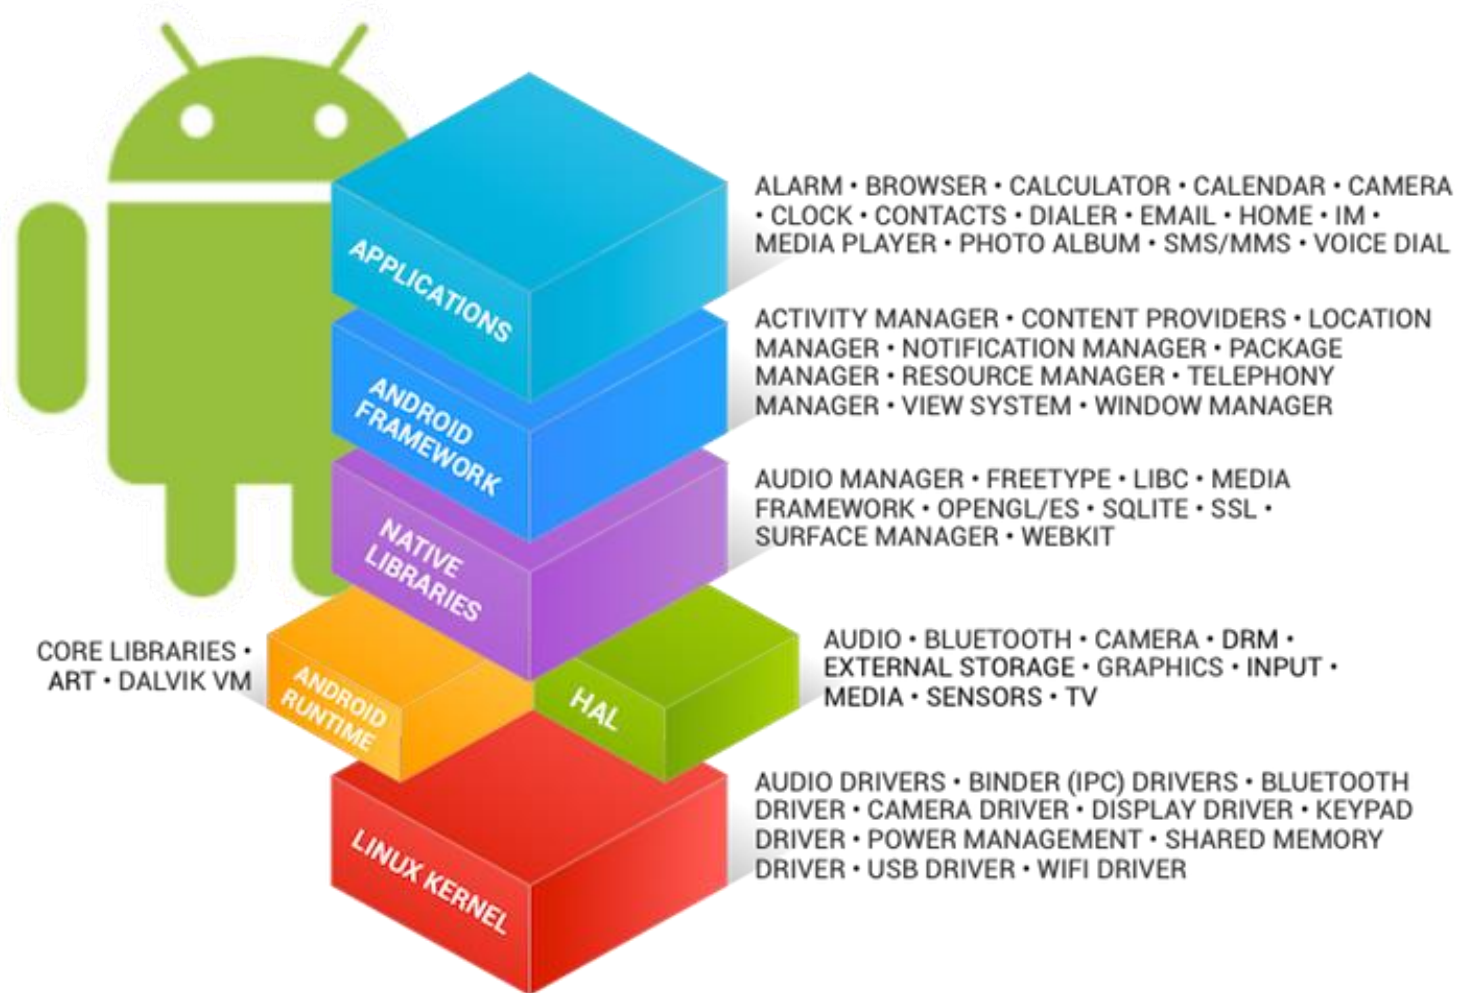 APPLICATIONS
ALARM • BROWSER • CALCULATOR • CALENDAR • CAMERA
• CLOCK • CONTACTS • DIALER • EMAIL • HOME • IM •
MEDIA PLAYER • PHOTO ALBUM • SMS/MMS • VOICE DIAL
ANDROID
FRAMEWORK
ACTIVITY MANAGER • CONTENT PROVIDERS • LOCATION
MANAGER • NOTIFICATION MANAGER • PACKAGE
MANAGER • RESOURCE MANAGER • TELEPHONY
MANAGER • VIEW SYSTEM • WINDOW MANAGER
NATIVE
LIBRARIES
AUDIO MANAGER • FREETYPE • LIBC • MEDIA
FRAMEWORK • OPENGL/ES • SQLITE • SSL •
SURFACE MANAGER • WEBKIT
CORE LIBRARIES •
ART • DALVIK VM
ANDROID
RUNTIME
HAL
AUDIO • BLUETOOTH • CAMERA • DRM •
EXTERNAL STORAGE • GRAPHICS • INPUT •
MEDIA • SENSORS • TV
LINUX KERNEL
AUDIO DRIVERS • BINDER (IPC) DRIVERS • BLUETOOTH
DRIVER • CAMERA DRIVER • DISPLAY DRIVER • KEYPAD
DRIVER • POWER MANAGEMENT • SHARED MEMORY
DRIVER • USB DRIVER • WIFI DRIVER